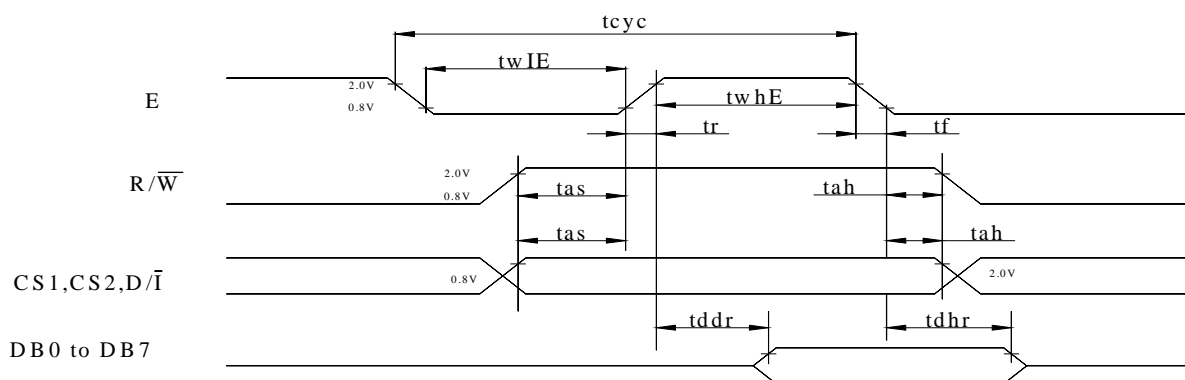 tcyc
twIE
E
2.0V
0.8V
twhE
tr
tf
R/W̅
2.0V
0.8V
tas
tah
tas
tah
CS1,CS2,D/I̅
0.8V
2.0V
tddr
tdhr
DB0 to DB7